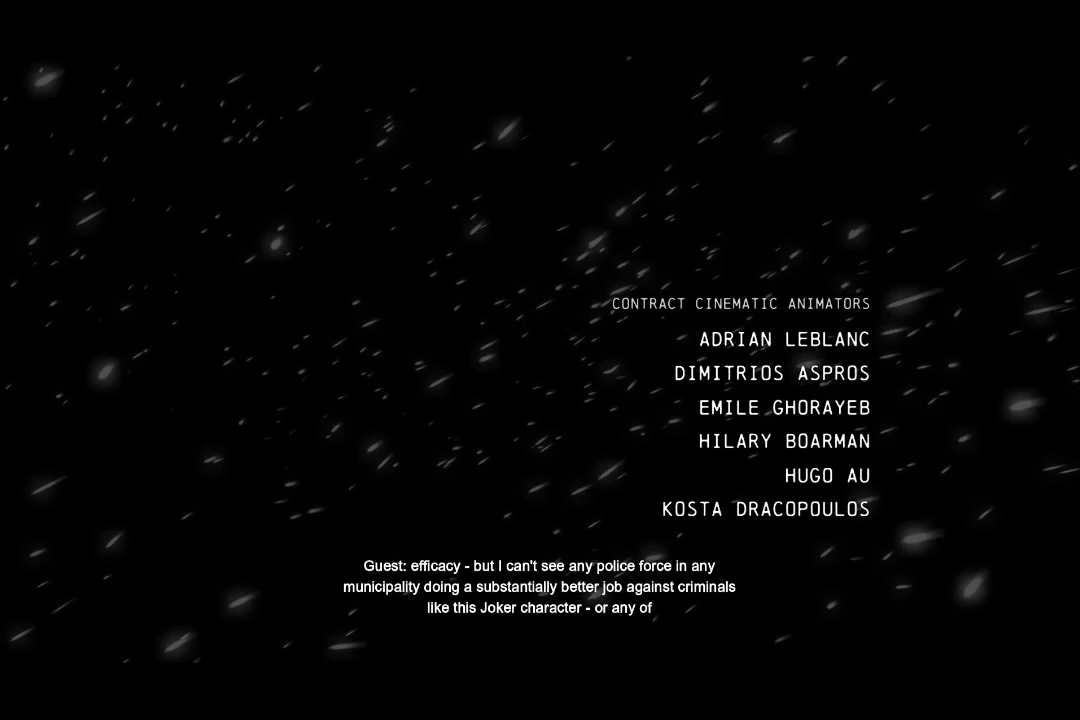 CONTRACT CINEMATIC ANIMATORS
ADRIAN LEBLANC
DIMITRIOS ASPROS
EMILE GHORAYEB
HILARY BOARMAN
HUGO AU
KOSTA DRACOPOULOS
Guest: efficacy - but I can't see any police force in any
municipality doing a substantially better job against criminals
like this Joker character - or any of